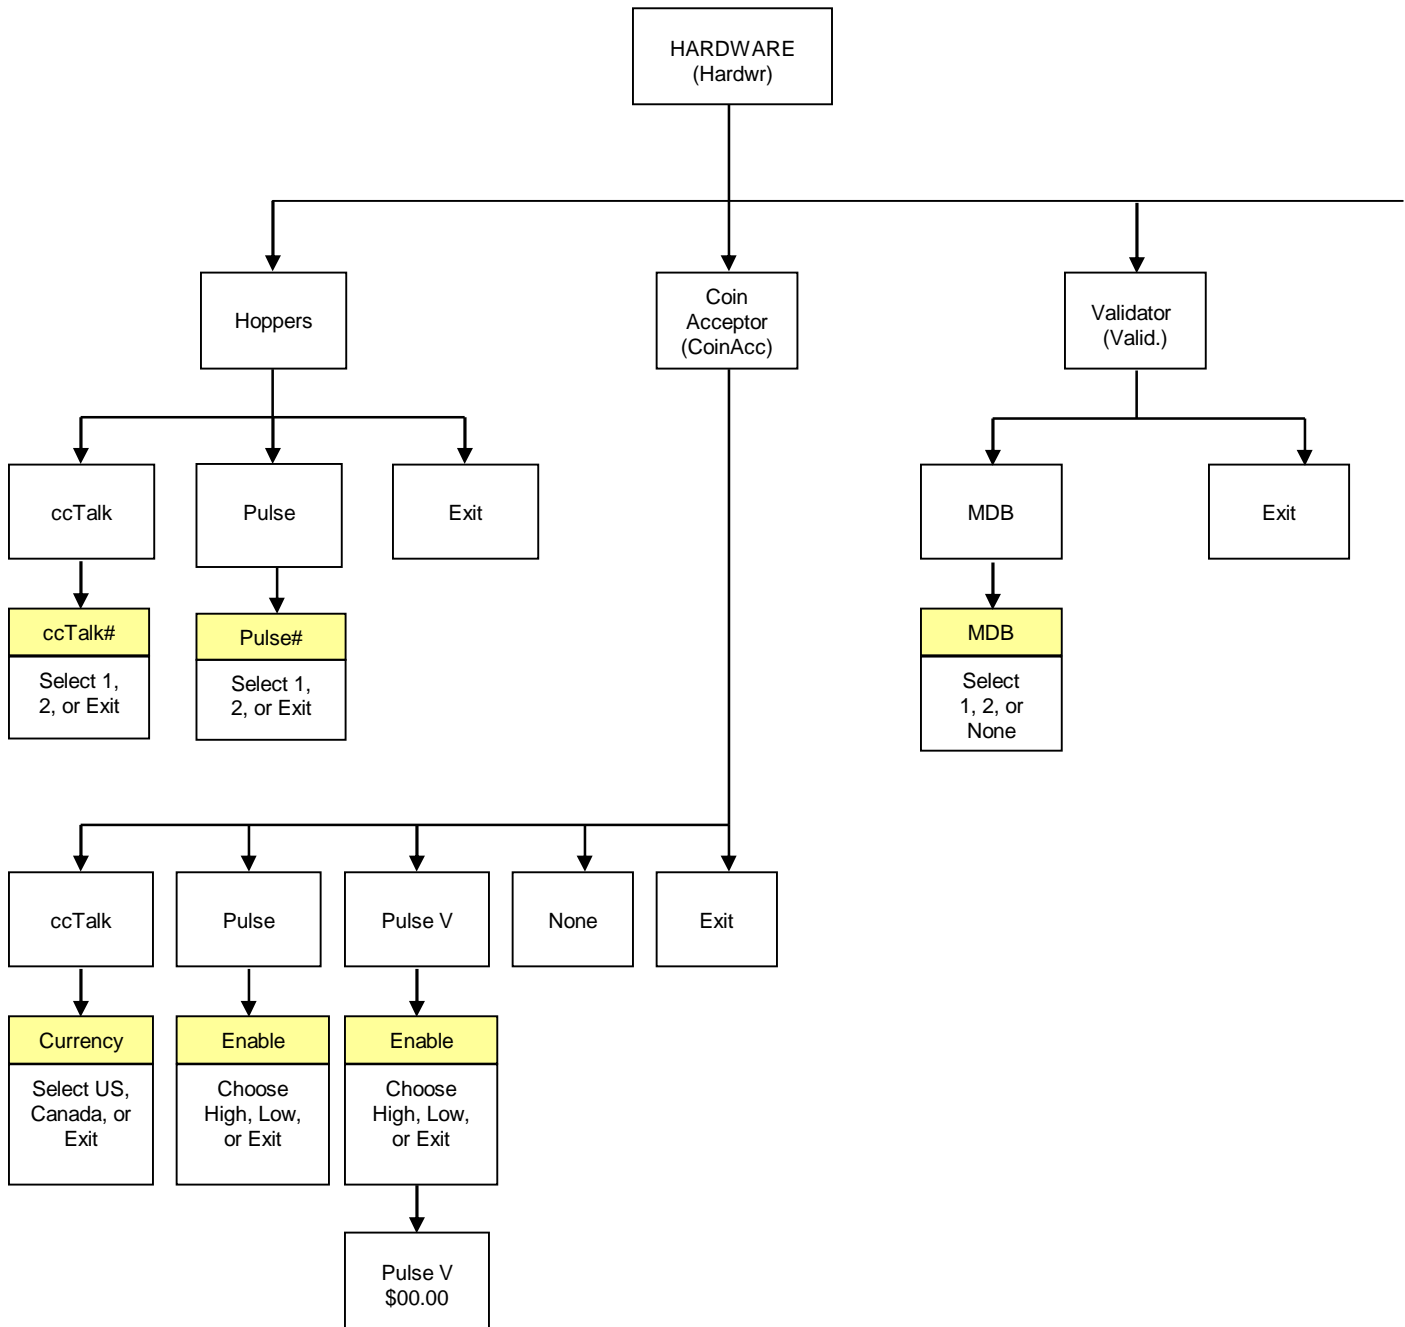 HARDWARE
(Hardwr)
Hoppers
Coin
Acceptor
(CoinAcc)
Validator
(Valid.)
ccTalk
Pulse
Exit
MDB
Exit
ccTalk#
Select 1,
2, or Exit
Pulse#
Select 1,
2, or Exit
MDB
Select
1, 2, or
None
ccTalk
Pulse
Pulse V
None
Exit
Currency
Select US,
Canada, or
Exit
Enable
Choose
High, Low,
or Exit
Enable
Choose
High, Low,
or Exit
Pulse V
$00.00